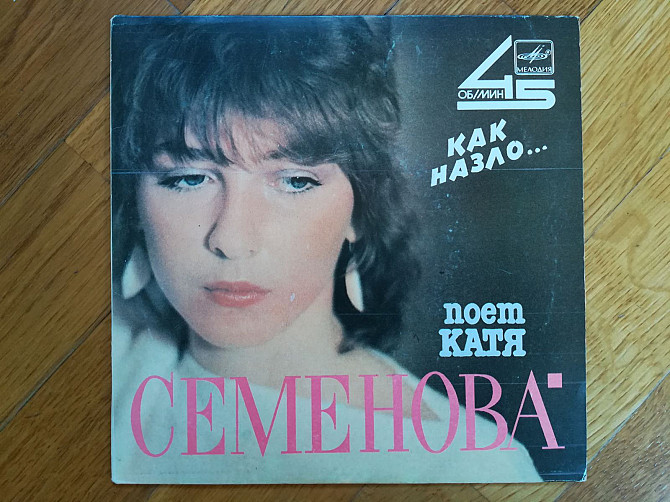 МЕЛОДИЯ
45
ОБ/МИН
КАК
НАЗЛО...
поет
КАТЯ
СЕМЕНОВА